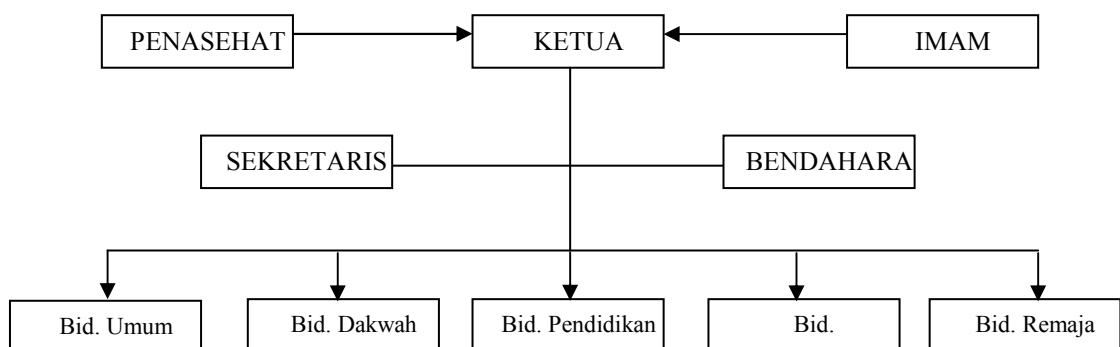 PENASEHAT
KETUA
IMAM
SEKRETARIS
BENDAHARA
Bid. Umum
Bid. Dakwah
Bid. Pendidikan
Bid.
Bid. Remaja